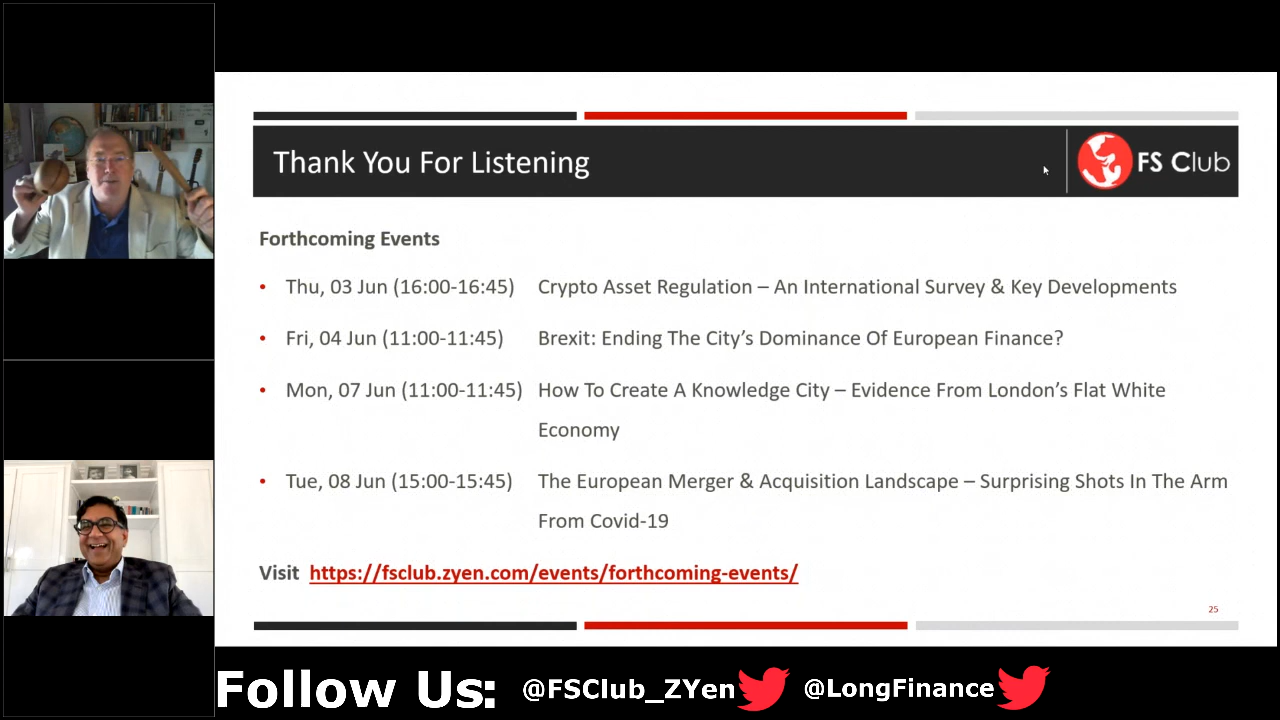 Thank You For Listening
FS Club
Forthcoming Events
• Thu, 03 Jun (16:00-16:45) Crypto Asset Regulation – An International Survey & Key Developments
• Fri, 04 Jun (11:00-11:45) Brexit: Ending The City’s Dominance Of European Finance?
• Mon, 07 Jun (11:00-11:45) How To Create A Knowledge City – Evidence From London’s Flat White
Economy
• Tue, 08 Jun (15:00-15:45) The European Merger & Acquisition Landscape – Surprising Shots In The Arm
From Covid-19
Visit https://fsclub.zyen.com/events/forthcoming-events/
25
Follow Us: @FSClub_ZYen @LongFinance